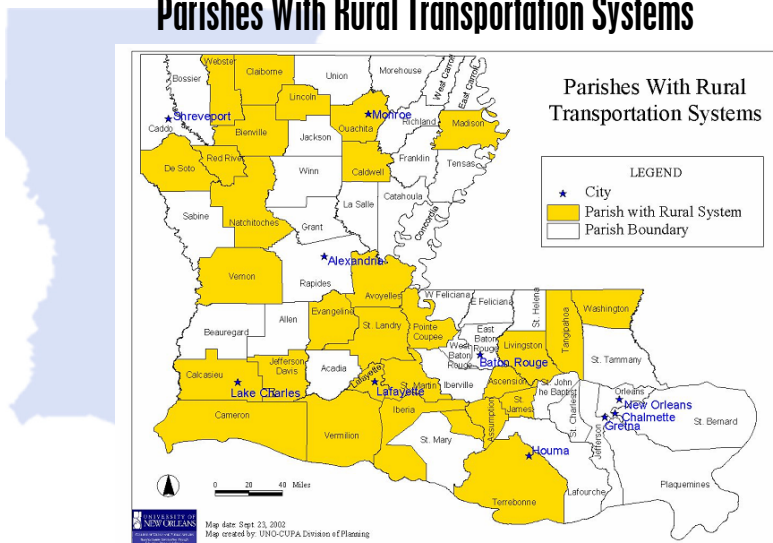 Parishes With Rural Transportation Systems
Parishes With Rural
Transportation Systems
LEGEND
City
Parish with Rural System
Parish Boundary
Webster
Claiborne
Union
Morehouse
West Carroll
East Carroll
Bossier
Lincoln
Shreveport
Monroe
Caddo
Richland
Madison
Bienville
Ouachita
Jackson
Red River
De Soto
Franklin
Tensas
Caldwell
Winn
Catahoula
La Salle
Sabine
Natchitoches
Grant
Concordia
Alexandria
Vernon
Rapides
Avoyelles
W Feliciana
E Feliciana
St. Helena
Washington
Evangeline
Allen
Beauregard
St. Landry
Pointe
Coupee
East
Baton
Rouge
West
Baton
Rouge
Baton Rouge
Livingston
Tangipahoa
St. Tammany
Jefferson
Davis
Acadia
Calcasieu
Lake Charles
Lafayette
Lafayette
St. Martin
Iberville
Ascension
St. John
The Baptist
Orleans
New Orleans
Chalmette
Gretna
St. Bernard
Cameron
Iberia
Assumption
St.
James
St. Charles
Jefferson
Vermilion
St. Mary
Houma
Plaquemines
Terrebonne
Lafourche
0 20 40 Miles
UNIVERSITY OF
NEW ORLEANS
Map date: Sept. 23, 2002
Map created by: UNO-CUPA Division of Planning